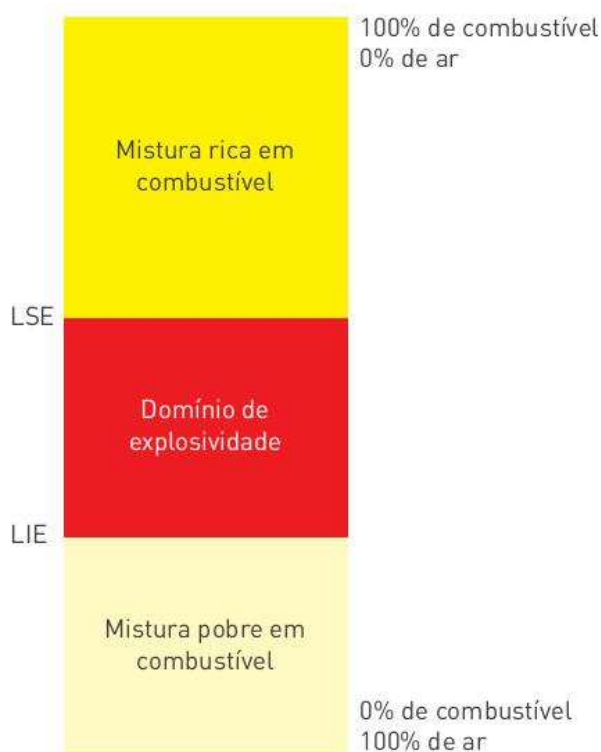 100% de combustível
0% de ar
Mistura rica em
combustível
LSE
Domínio de
explosividade
LIE
Mistura pobre em
combustível
0% de combustível
100% de ar